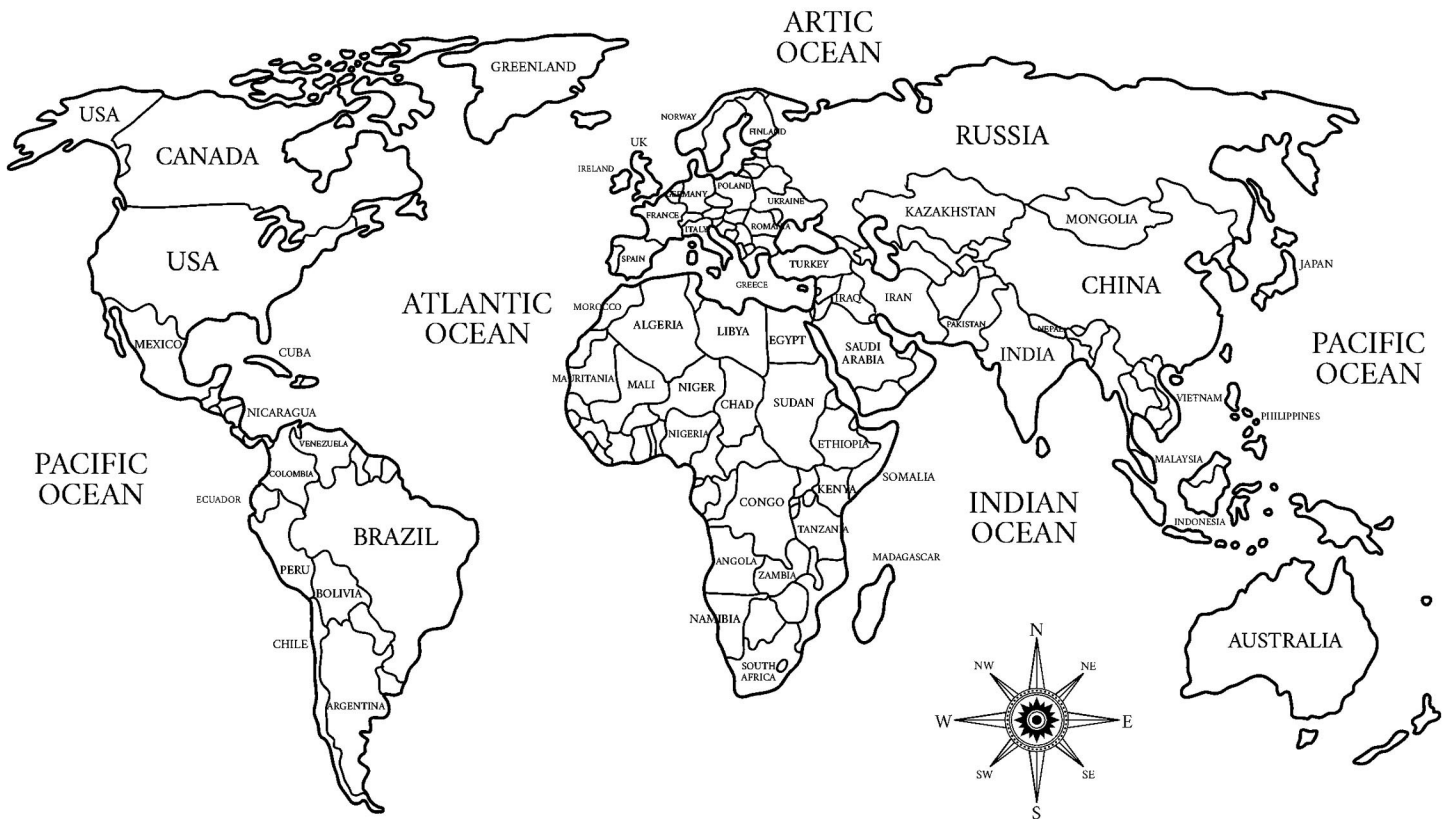 ARTIC
OCEAN
GREENLAND
USA
CANADA
NORWAY
FINLAND
UK
IRELAND
RUSSIA
GERMANY
POLAND
UKRAINE
FRANCE
ITALY
ROMANIA
SPAIN
GREECE
TURKEY
KAZAKHSTAN
MONGOLIA
USA
CHINA
JAPAN
ATLANTIC
OCEAN
MOROCCO
ALGERIA
LIBYA
EGYPT
IRAQ
IRAN
PAKISTAN
NEPAL
INDIA
SAUDI
ARABIA
PACIFIC
OCEAN
MEXICO
CUBA
MAURITANIA
MALI
NIGER
CHAD
SUDAN
NIGERIA
ETHIOPIA
SOMALIA
VIETNAM
PHILIPPINES
NICARAGUA
VENEZUELA
COLOMBIA
ECUADOR
PACIFIC
OCEAN
MALAYSIA
INDONESIA
CONGO
KENYA
TANZANIA
INDIAN
OCEAN
BRAZIL
PERU
BOLIVIA
ANGOLA
ZAMBIA
MADAGASCAR
NAMIBIA
CHILE
SOUTH
AFRICA
ARGENTINA
AUSTRALIA
N
NW
NE
W
E
SW
SE
S